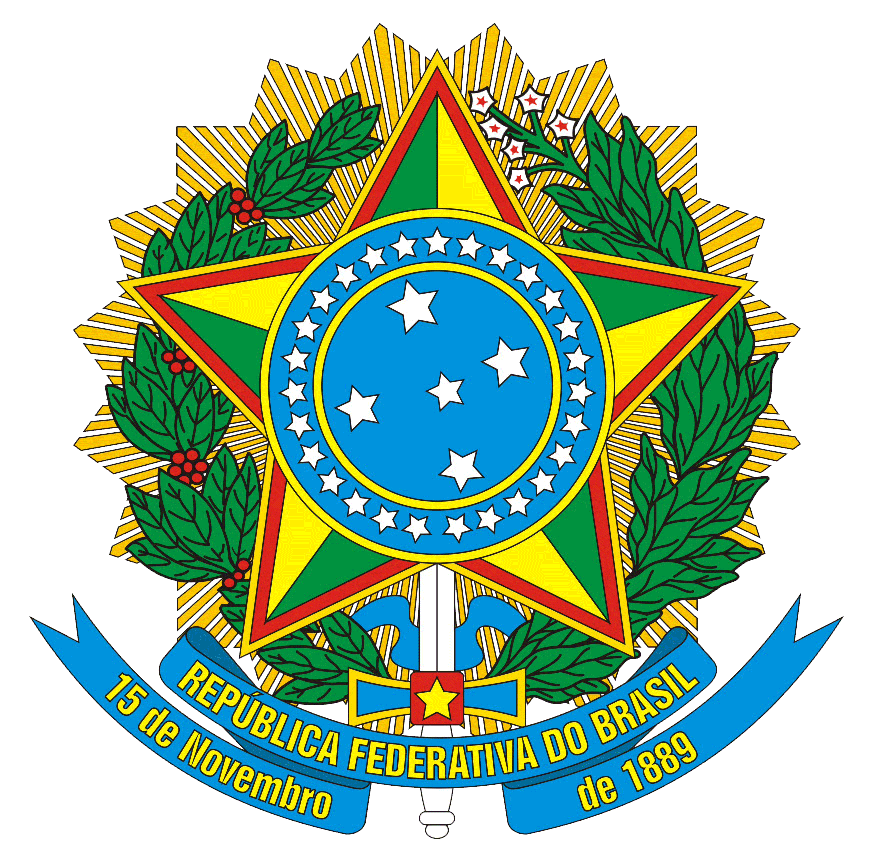 REPÚBLICA FEDERATIVA DO BRASIL
15 de Novembro
de 1889